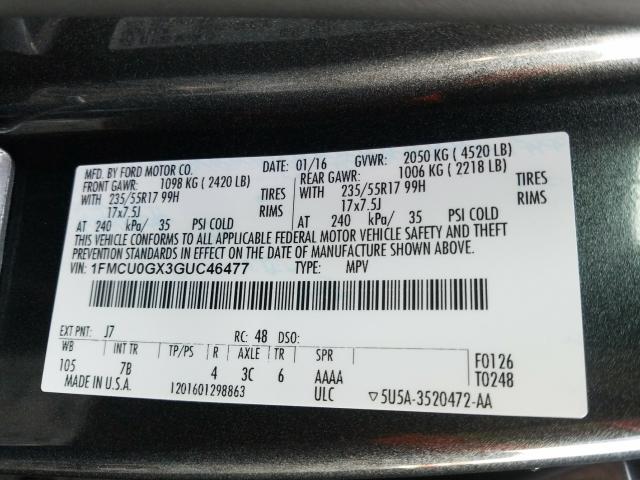 MFD. BY FORD MOTOR CO.
DATE: 01/16 GVWR: 2050 KG ( 4520 LB)
FRONT GAWR: 1098 KG ( 2420 LB)
REAR GAWR: 1006 KG ( 2218 LB)
WITH 235/55R17 99H TIRES
WITH 235/55R17 99H TIRES
17x7.5J RIMS
17x7.5J RIMS
AT 240 kPa/ 35 PSI COLD
AT 240 kPa/ 35 PSI COLD
THIS VEHICLE CONFORMS TO ALL APPLICABLE FEDERAL MOTOR VEHICLE SAFETY AND THEFT
PREVENTION STANDARDS IN EFFECT ON THE DATE OF MANUFACTURE SHOWN ABOVE.
VIN: 1FMCU0GX3GUC46477 TYPE: MPV
EXT PNT: J7 RC: 48 DSO:
WB INT TR TP/PS R AXLE TR SPR
105 7B 4 3C 6 AAAA
F0126
T0248
MADE IN U.S.A. 1201601298863 ULC ▽5U5A-3520472-AA